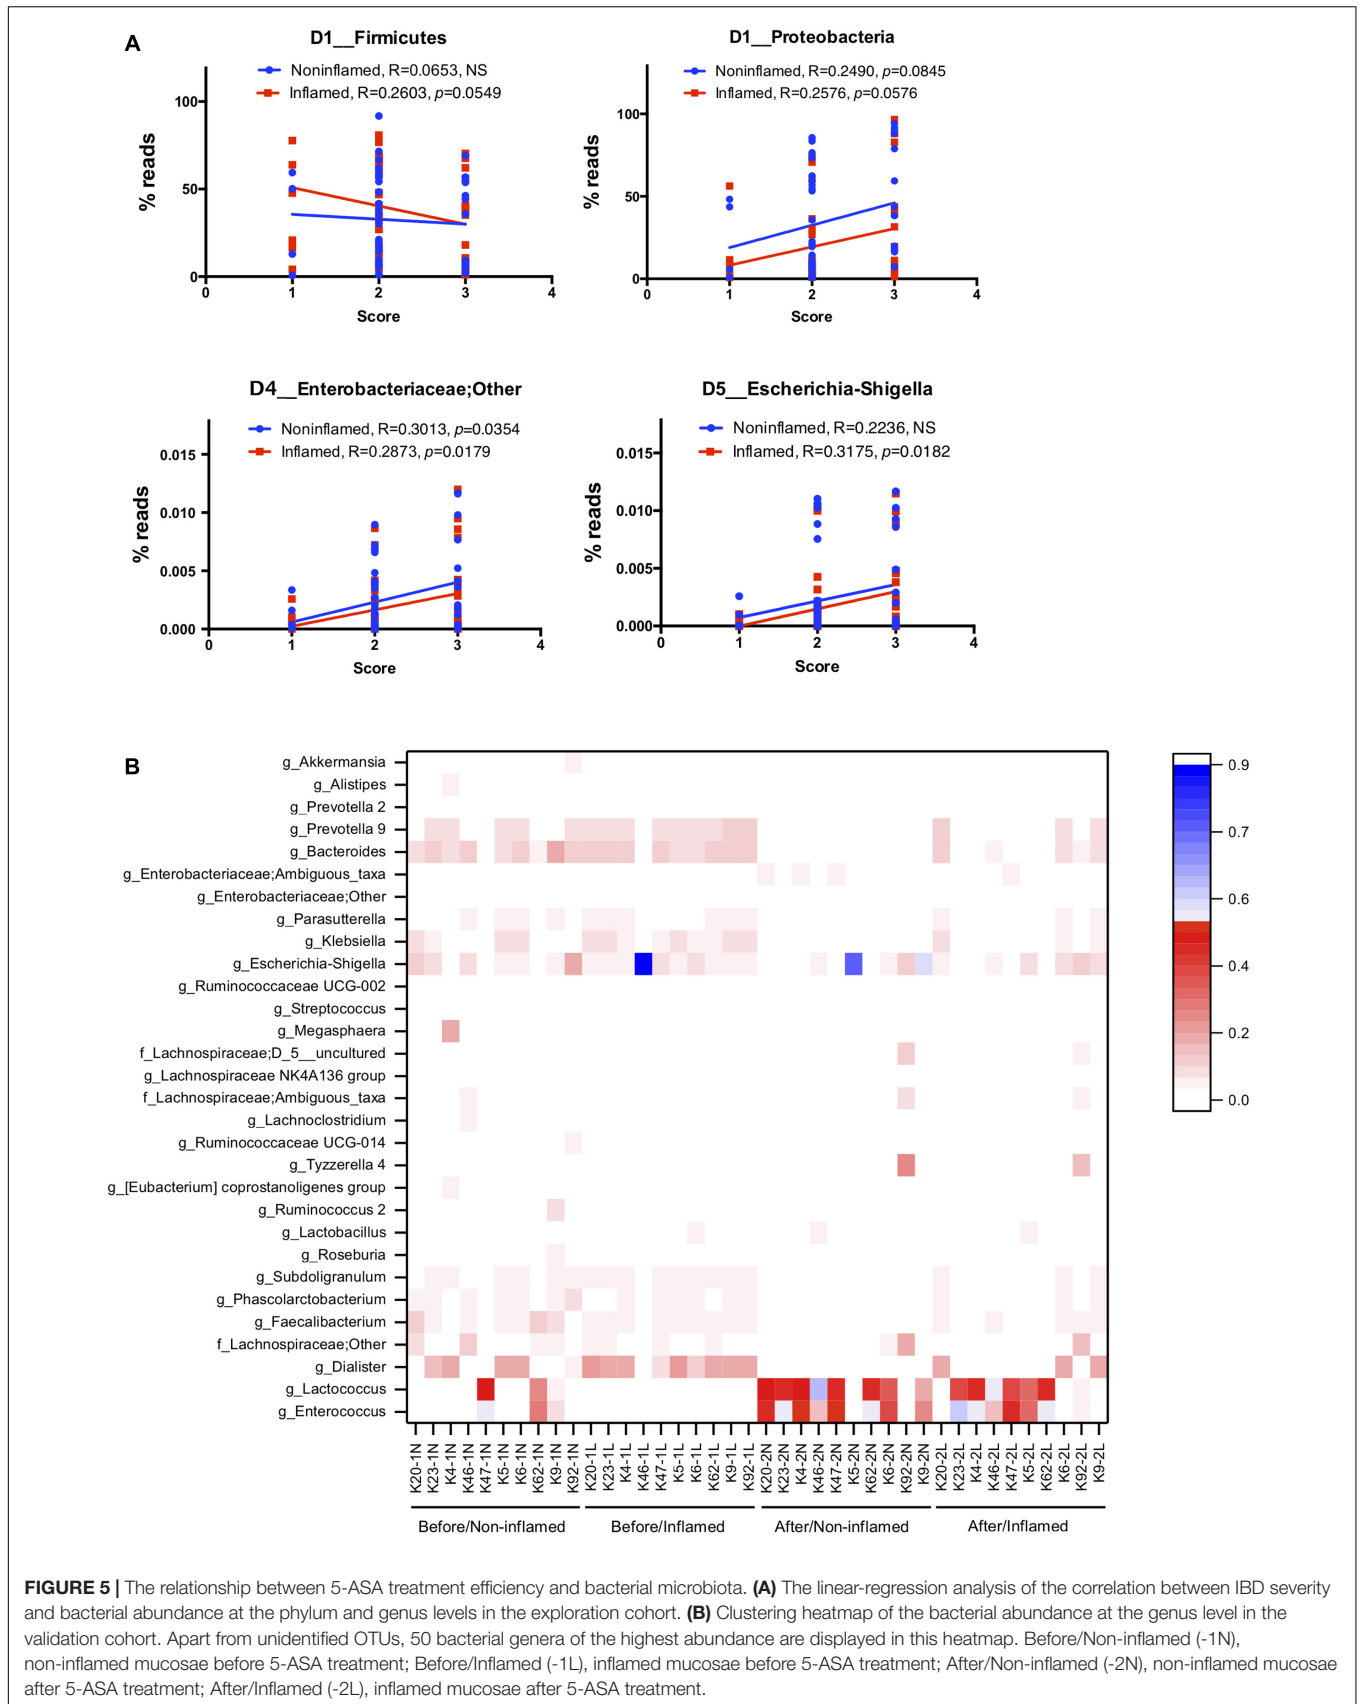 A
D1__Firmicutes
Noninflamed, R=0.0653, NS
Inflamed, R=0.2603, p=0.0549
% reads
100
50
0
0 1 2 3 4
Score
D1__Proteobacteria
Noninflamed, R=0.2490, p=0.0845
Inflamed, R=0.2576, p=0.0576
% reads
100
50
0
0 1 2 3 4
Score
D4__Enterobacteriaceae;Other
Noninflamed, R=0.3013, p=0.0354
Inflamed, R=0.2873, p=0.0179
% reads
0.015
0.010
0.005
0.000
0 1 2 3 4
Score
D5__Escherichia-Shigella
Noninflamed, R=0.2236, NS
Inflamed, R=0.3175, p=0.0182
% reads
0.015
0.010
0.005
0.000
0 1 2 3 4
Score
B
g_Akkermansia
g_Alistipes
g_Prevotella 2
g_Prevotella 9
g_Bacteroides
g_Enterobacteriaceae;Ambiguous_taxa
g_Enterobacteriaceae;Other
g_Parasutterella
g_Klebsiella
g_Escherichia-Shigella
g_Ruminococcaceae UCG-002
g_Streptococcus
g_Megasphaera
f_Lachnospiraceae;D_5__uncultured
g_Lachnospiraceae NK4A136 group
f_Lachnospiraceae;Ambiguous_taxa
g_Lachnoclostridium
g_Ruminococcaceae UCG-014
g_Tyzzerella 4
g_[Eubacterium] coprostanoligenes group
g_Ruminococcus 2
g_Lactobacillus
g_Roseburia
g_Subdoligranulum
g_Phascolarctobacterium
g_Faecalibacterium
f_Lachnospiraceae;Other
g_Dialister
g_Lactococcus
g_Enterococcus
0.9
0.7
0.6
0.4
0.2
0.0
K20-1N
K23-1N
K4-1N
K46-1N
K47-1N
K5-1N
K6-1N
K62-1N
K9-1N
K92-1N
K20-1L
K23-1L
K4-1L
K46-1L
K47-1L
K5-1L
K6-1L
K62-1L
K9-1L
K92-1L
K20-2N
K23-2N
K4-2N
K46-2N
K47-2N
K5-2N
K62-2N
K6-2N
K92-2N
K9-2N
K20-2L
K23-2L
K4-2L
K46-2L
K47-2L
K5-2L
K62-2L
K6-2L
K92-2L
K9-2L
Before/Non-inflamed
Before/Inflamed
After/Non-inflamed
After/Inflamed
FIGURE 5 | The relationship between 5-ASA treatment efficiency and bacterial microbiota. (A) The linear-regression analysis of the correlation between IBD severity
and bacterial abundance at the phylum and genus levels in the exploration cohort. (B) Clustering heatmap of the bacterial abundance at the genus level in the
validation cohort. Apart from unidentified OTUs, 50 bacterial genera of the highest abundance are displayed in this heatmap. Before/Non-inflamed (-1N),
non-inflamed mucosae before 5-ASA treatment; Before/Inflamed (-1L), inflamed mucosae before 5-ASA treatment; After/Non-inflamed (-2N), non-inflamed mucosae
after 5-ASA treatment; After/Inflamed (-2L), inflamed mucosae after 5-ASA treatment.